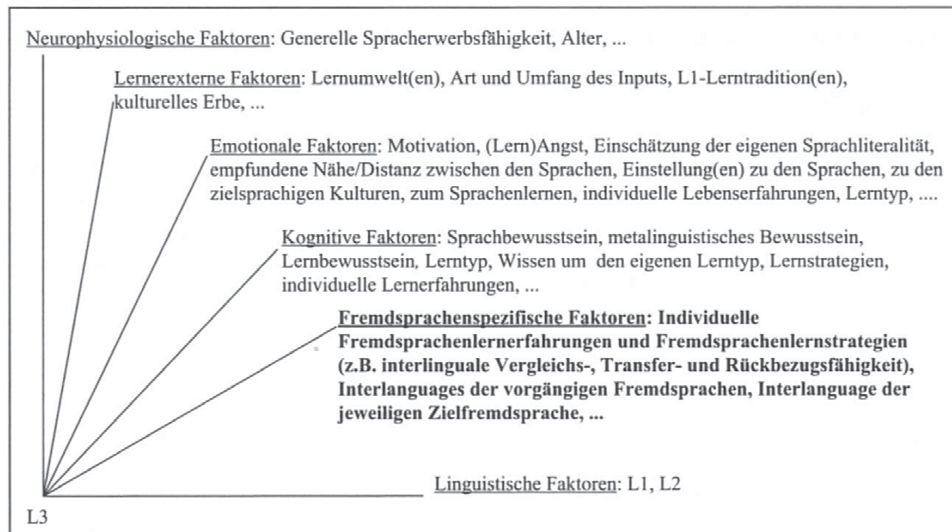 Neurophysiologische Faktoren: Generelle Spracherwerbsfähigkeit, Alter, ...
Lernerexterne Faktoren: Lernumwelt(en), Art und Umfang des Inputs, L1-Lerntradition(en),
kulturelles Erbe, ...
Emotionale Faktoren: Motivation, (Lern)Angst, Einschätzung der eigenen Sprachliteralität,
empfundene Nähe/Distanz zwischen den Sprachen, Einstellung(en) zu den Sprachen, zu den
zielsprachigen Kulturen, zum Sprachenlernen, individuelle Lebenserfahrungen, Lerntyp, ....
Kognitive Faktoren: Sprachbewusstsein, metalinguistisches Bewusstsein,
Lernbewusstsein, Lerntyp, Wissen um den eigenen Lerntyp, Lernstrategien,
individuelle Lernerfahrungen, ...
Fremdsprachenspezifische Faktoren: Individuelle
Fremdsprachenlernerfahrungen und Fremdsprachenlernstrategien
(z.B. interlinguale Vergleichs-, Transfer- und Rückbezugsfähigkeit),
Interlanguages der vorgängigen Fremdsprachen, Interlanguage der
jeweiligen Zielfremdsprache, ...
Linguistische Faktoren: L1, L2
L3